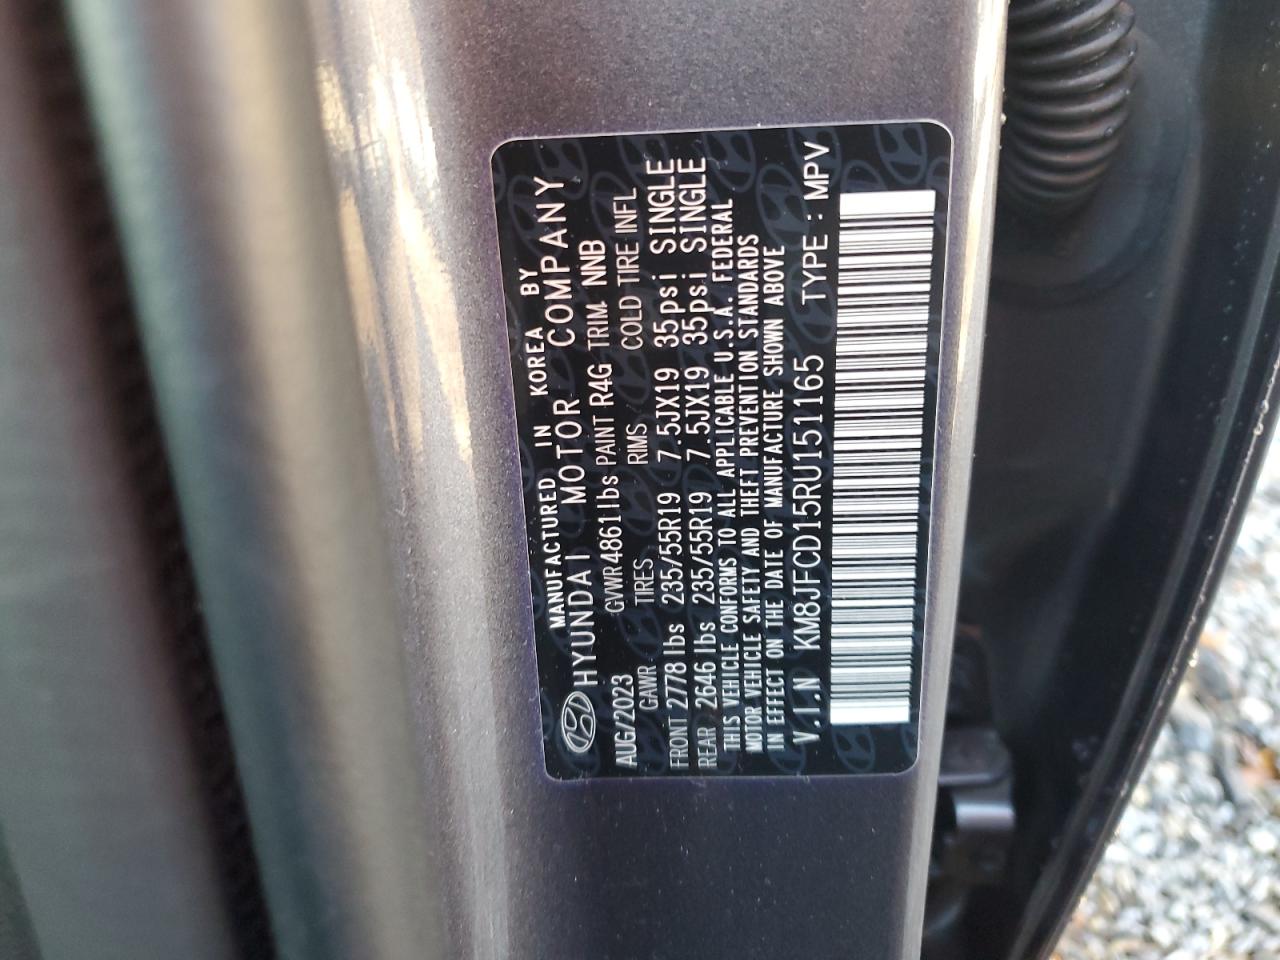 MANUFACTURED IN KOREA BY
HYUNDAI MOTOR COMPANY
AUG/2023 GVWR 4861lbs PAINT R4G TRIM NNB
GAWR TIRES RIMS COLD TIRE INFL
FRONT 2778 lbs 235/55R19 7.5JX19 35psi SINGLE
REAR 2646 lbs 235/55R19 7.5JX19 35psi SINGLE
THIS VEHICLE CONFORMS TO ALL APPLICABLE U.S.A. FEDERAL
MOTOR VEHICLE SAFETY AND THEFT PREVENTION STANDARDS
IN EFFECT ON THE DATE OF MANUFACTURE SHOWN ABOVE
V.I.N KM8JFCD15RU151165 TYPE : MPV